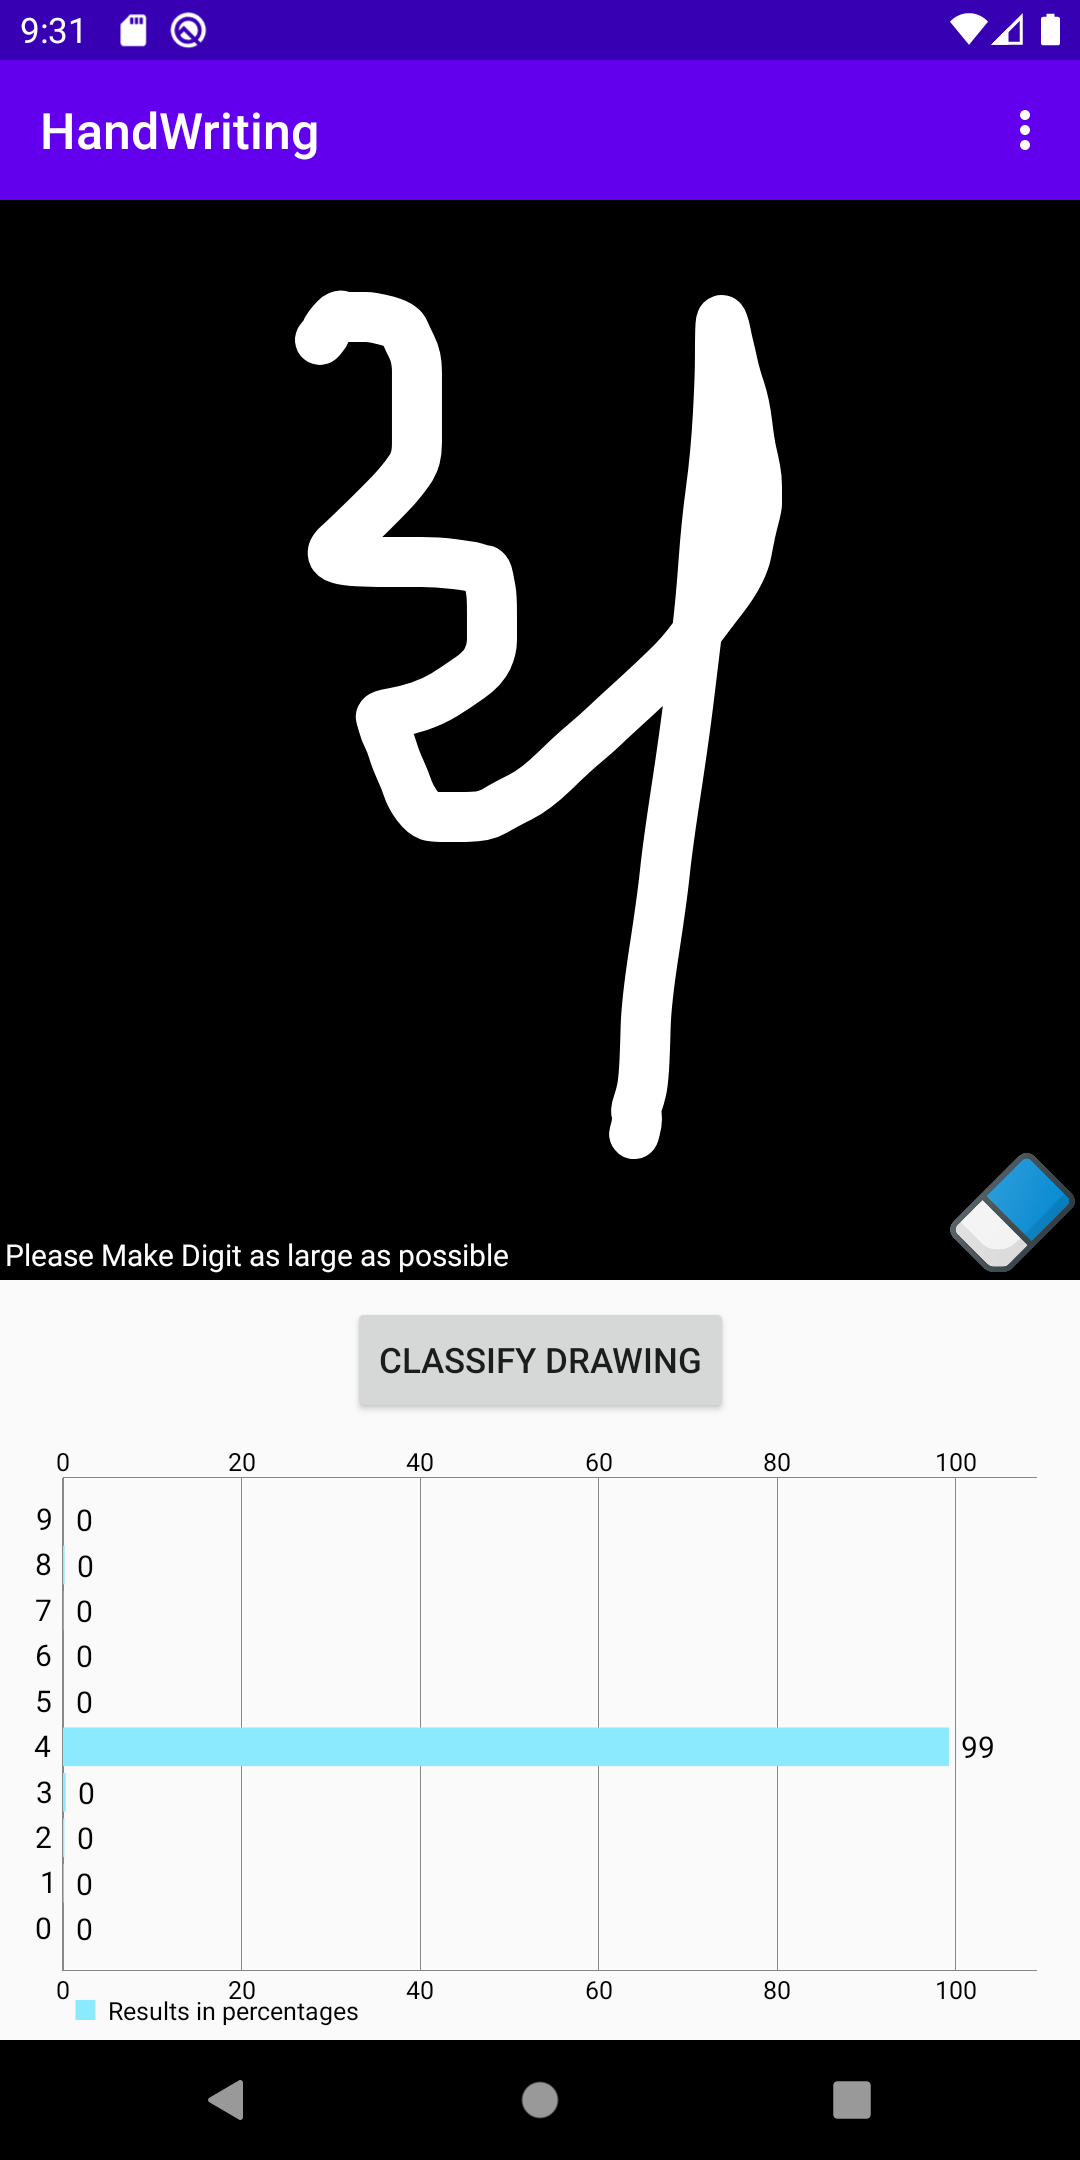 9:31
HandWriting
Please Make Digit as large as possible
CLASSIFY DRAWING
0 20 40 60 80 100
9 0
8 0
7 0
6 0
5 0
4 99
3 0
2 0
1 0
0 0
0 20 40 60 80 100
Results in percentages